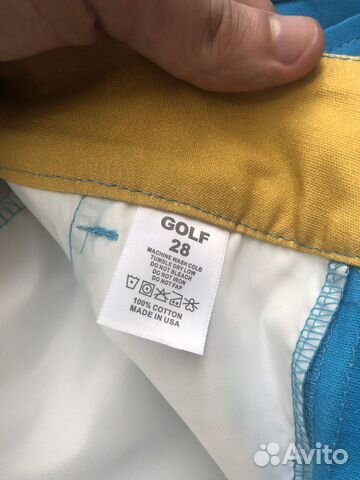 GOLF
28
MACHINE WASH COLD
TUMBLE DRY LOW
DO NOT BLEACH
DO NOT IRON
DO NOT FAP
100% COTTON
MADE IN USA
Avito